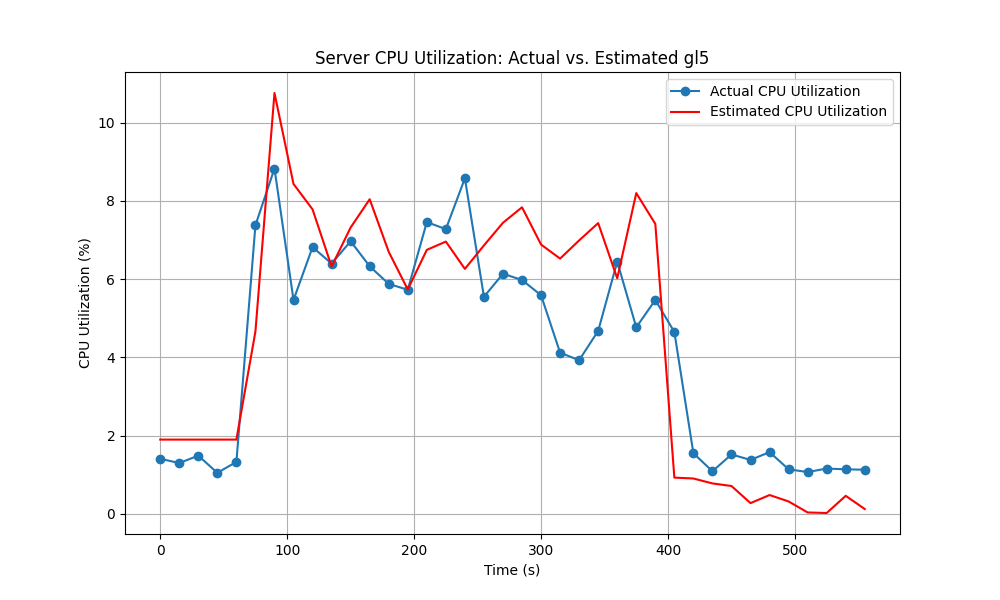 Server CPU Utilization: Actual vs. Estimated gl5
Actual CPU Utilization
Estimated CPU Utilization
CPU Utilization (%)
10
8
6
4
2
0
0 100 200 300 400 500
Time (s)